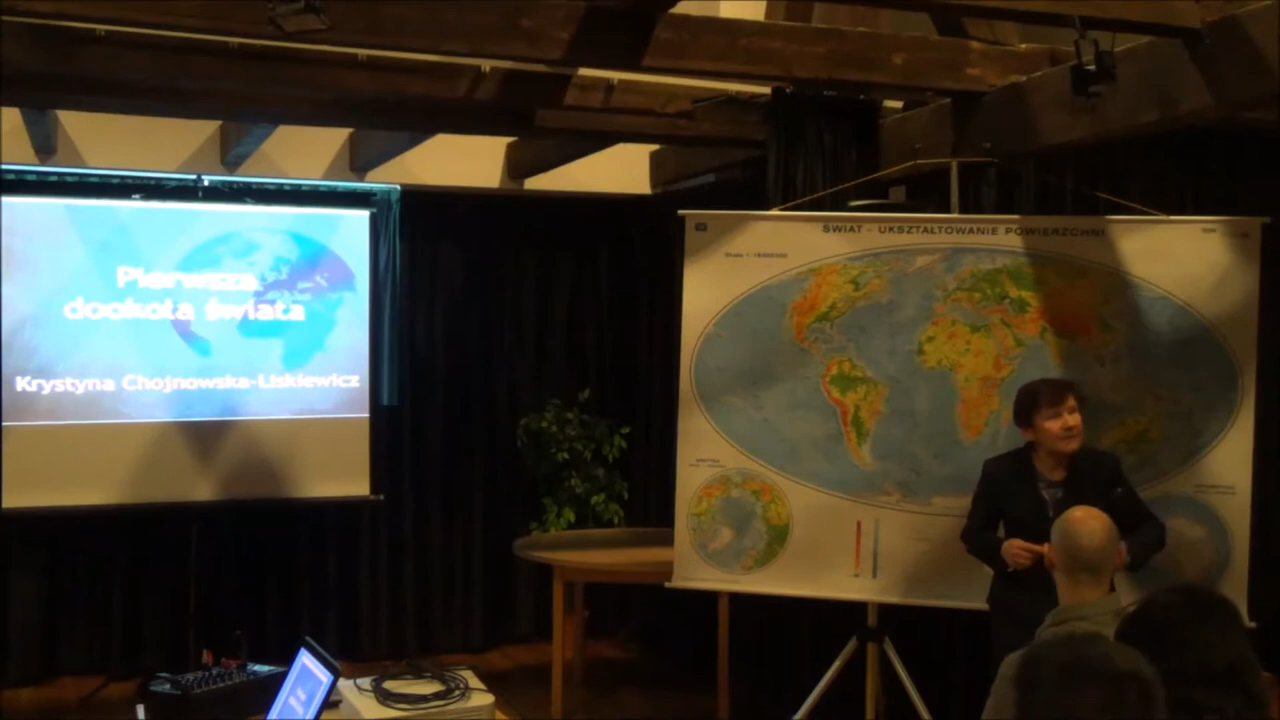 Pierwsza
dookoła świata
Krystyna Chojnowska-Liskiewicz
ŚWIAT - UKSZTAŁTOWANIE POWIERZCHNI